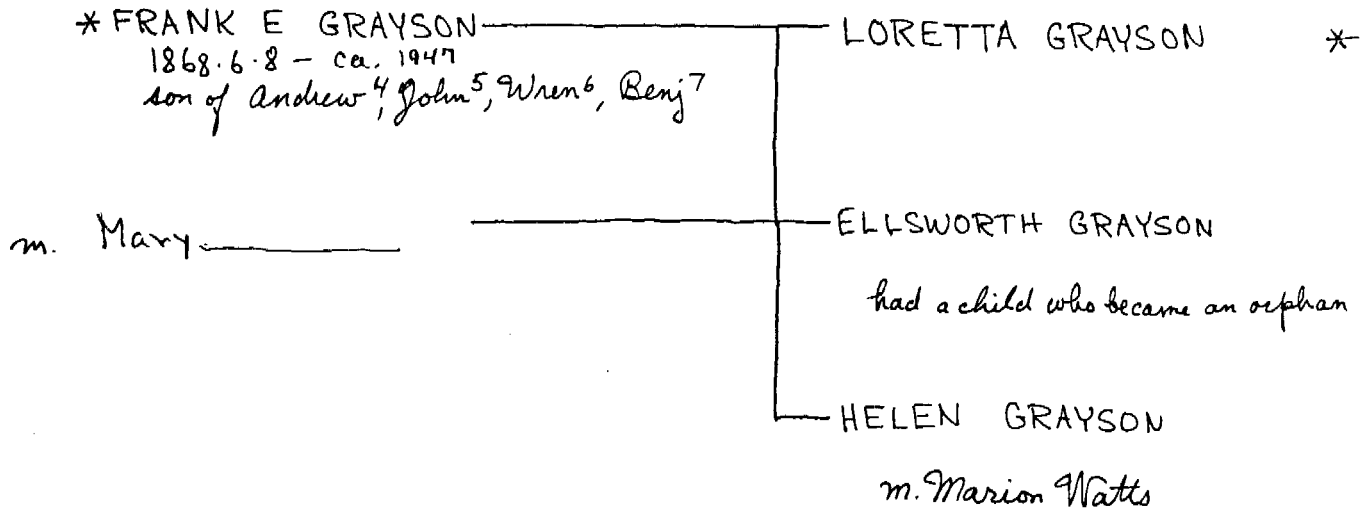 * FRANK E GRAYSON
1868.6.8 – ca. 1947
son of Andrew⁴, John⁵, Wren⁶, Benj⁷
m. Mary
LORETTA GRAYSON *
ELLSWORTH GRAYSON
had a child who became an orphan
HELEN GRAYSON
m. Marion Watts